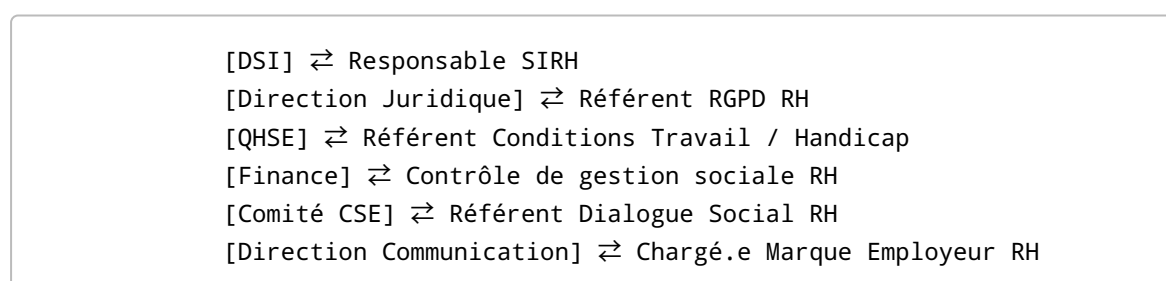 [DSI] ⇄ Responsable SIRH
[Direction Juridique] ⇄ Référent RGPD RH
[QHSE] ⇄ Référent Conditions Travail / Handicap
[Finance] ⇄ Contrôle de gestion sociale RH
[Comité CSE] ⇄ Référent Dialogue Social RH
[Direction Communication] ⇄ Chargé.e Marque Employeur RH